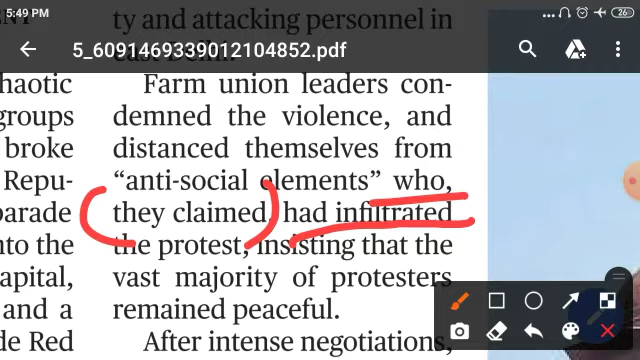 5:49 PM
26
ty and attacking personnel in
5_6091469339012104852.pdf
haotic
groups
broke
Repu-
parade
nto the
apital,
and a
de Red
Farm union leaders con-
demned the violence, and
distanced themselves from
“anti-social elements” who,
they claimed, had infiltrated
the protest, insisting that the
vast majority of protesters
remained peaceful.
After intense negotiations,